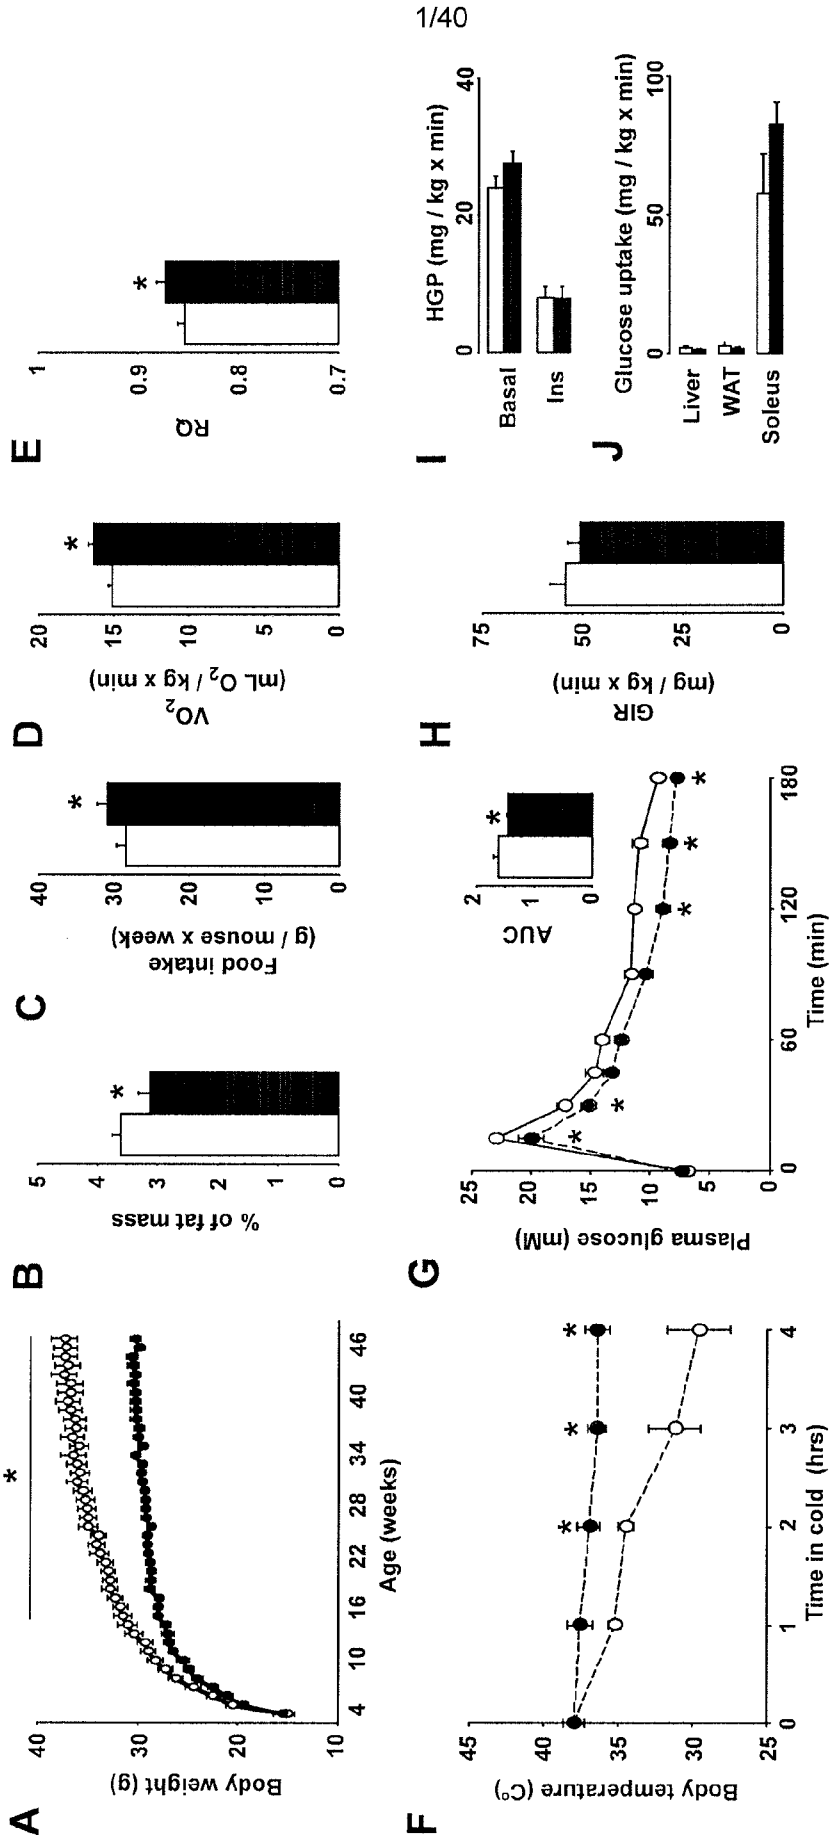 1/40
A
Body weight (g)
40
30
20
10
4
10
16
22
28
34
40
46
Age (weeks)
*
B
% of fat mass
5
4
3
2
1
0
*
C
Food intake
(g / mouse x week)
40
30
20
10
0
*
D
VO2
(mL O2 / kg x min)
20
15
10
5
0
*
E
RQ
1
0.9
0.8
0.7
*
F
Body temperature (Cº)
45
40
35
30
25
0
1
2
3
4
Time in cold (hrs)
*
*
*
G
Plasma glucose (mM)
25
20
15
10
5
0
0
60
120
180
Time (min)
*
*
*
*
*
AUC
2
1
0
*
H
GIR
(mg / kg x min)
75
50
25
0
I
HGP (mg / kg x min)
0
20
40
Basal
Ins
J
Glucose uptake (mg / kg x min)
0
50
100
Liver
WAT
Soleus